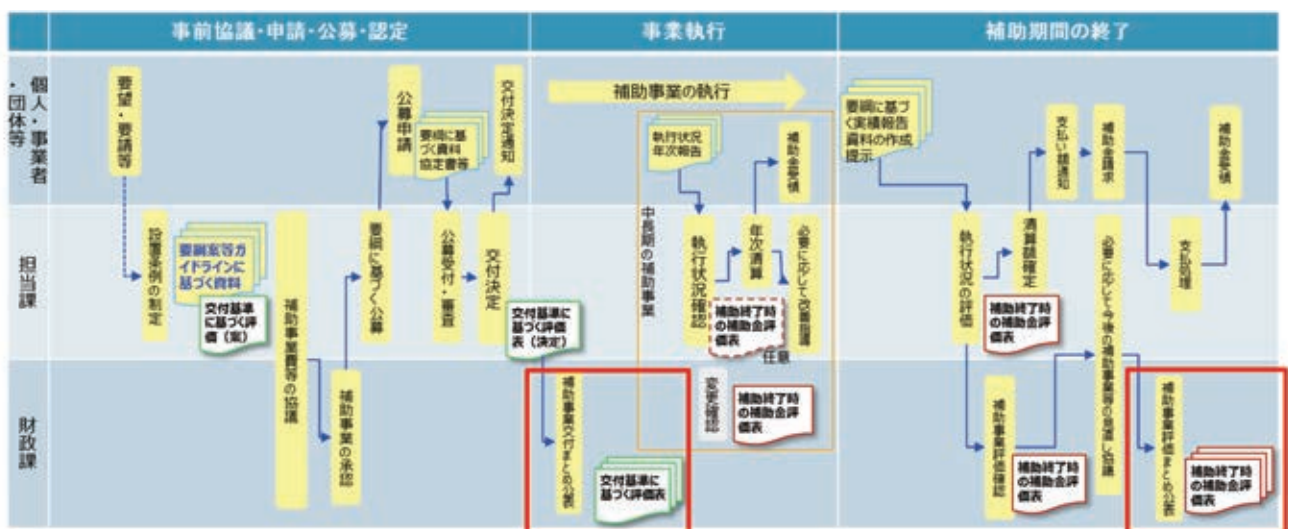 事前協議・申請・公募・認定
事業執行
補助期間の終了
個人・事業者
・団体等
要望・要請等
公募申請
要綱に基
づく資料
協定書等
交付決定通知
補助事業の執行
執行状況
年次報告
補助金受領
要綱に基づ
く実績報告
資料の作成
提示
支払い額通知
補助金請求
補助金受領
担当課
設置条例の制定
要綱案等ガ
イドラインに
基づく資料
交付基準
に基づく評
価(案)
補助事業費等の協議
要綱に基づく公募
公募受付・審査
交付決定
交付基準に
基づく評価
表(決定)
中長期の補助事業
執行状況確認
年次清算
必要に応じて改善指導
補助終了時
の補助金評
価表
任意
執行状況の評価
清算額確定
補助終了時
の補助金評
価表
必要に応じて今後の補助事業等の見直し協議
支払処理
財政課
補助事業の承認
補助事業交付まとめ公表
交付基準に
基づく評価表
変更確認
補助終了時
の補助金評
価表
補助事業評価確認
補助終了時
の補助金評
価表
補助事業評価まとめ公表
補助終了時
の補助金評
価表